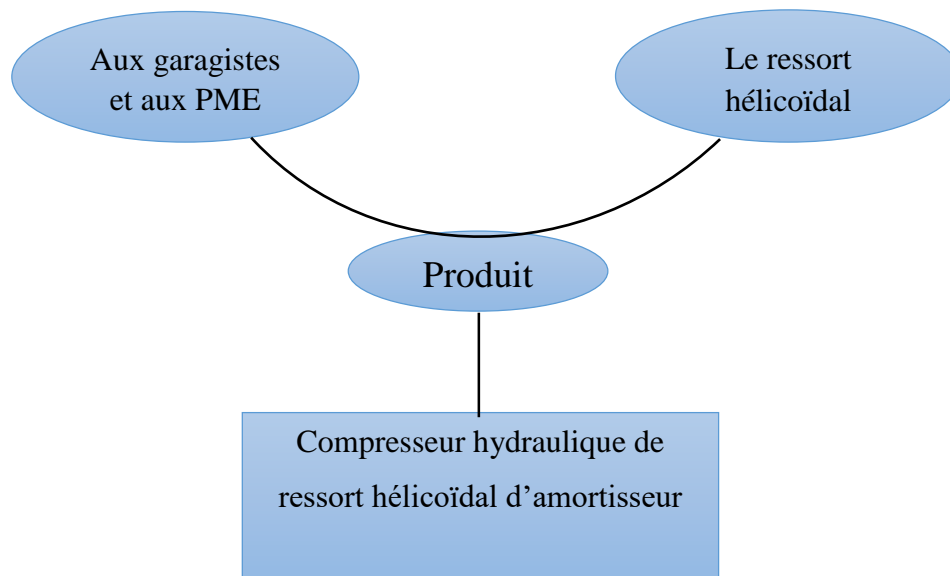 Aux garagistes
et aux PME
Le ressort
hélicoïdal
Produit
Compresseur hydraulique de
ressort hélicoïdal d’amortisseur